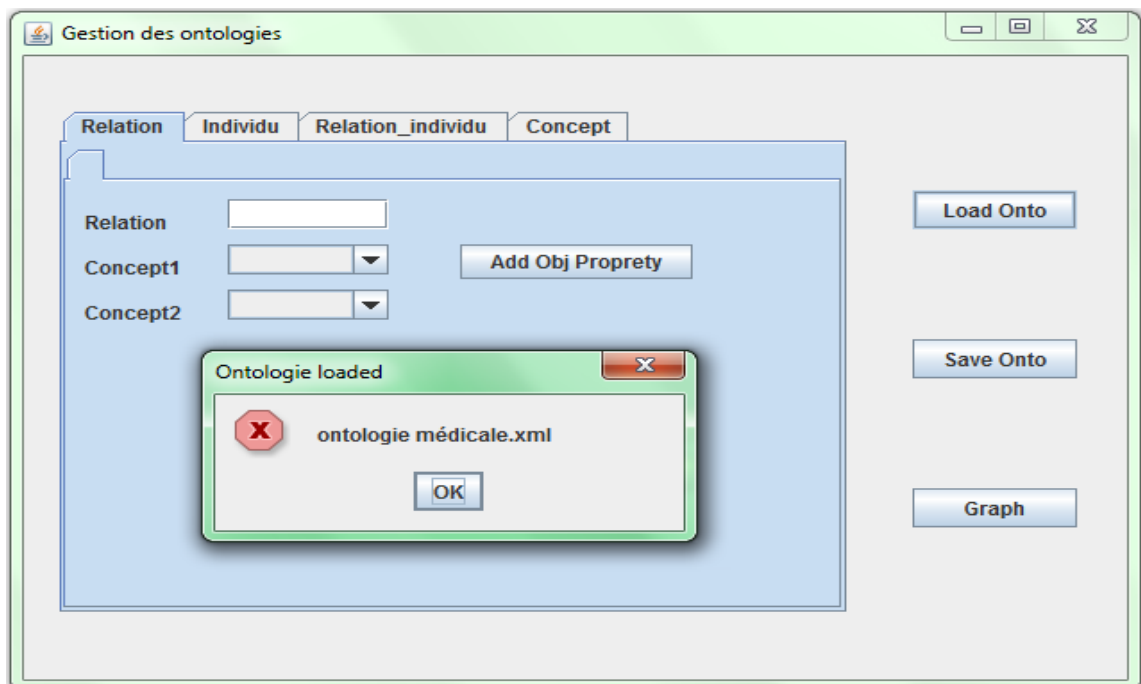 Gestion des ontologies
Relation Individu Relation_individu Concept
Relation
Concept1
Concept2
Add Obj Proprety
Load Onto
Save Onto
Graph
Ontologie loaded
ontologie médicale.xml
OK